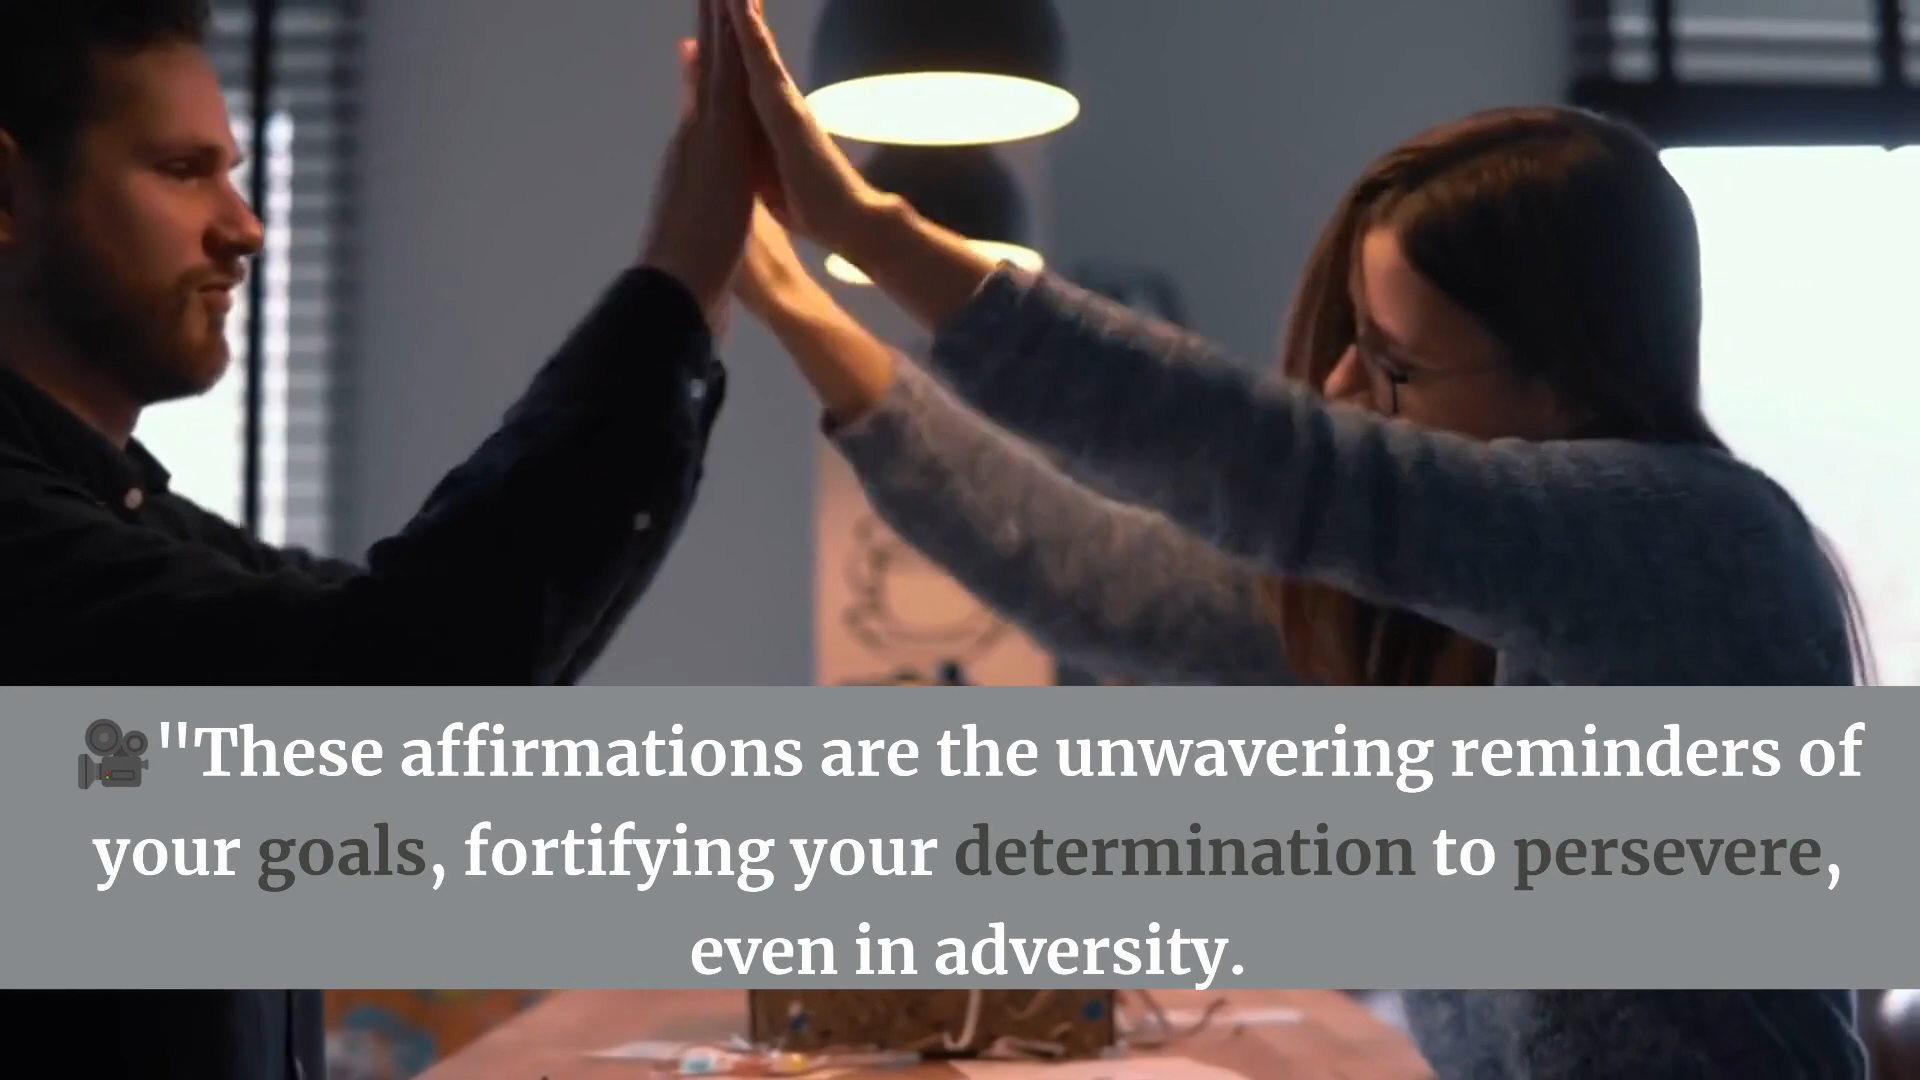 🎥"These affirmations are the unwavering reminders of
your goals, fortifying your determination to persevere,
even in adversity.